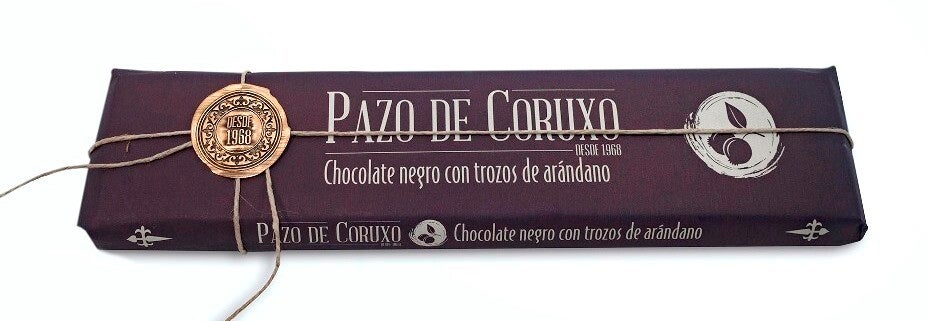 DESDE
1968
PAZO DE CORUXO
DESDE 1968
Chocolate negro con trozos de arándano
PAZO DE CORUXO
Chocolate negro con trozos de arándano